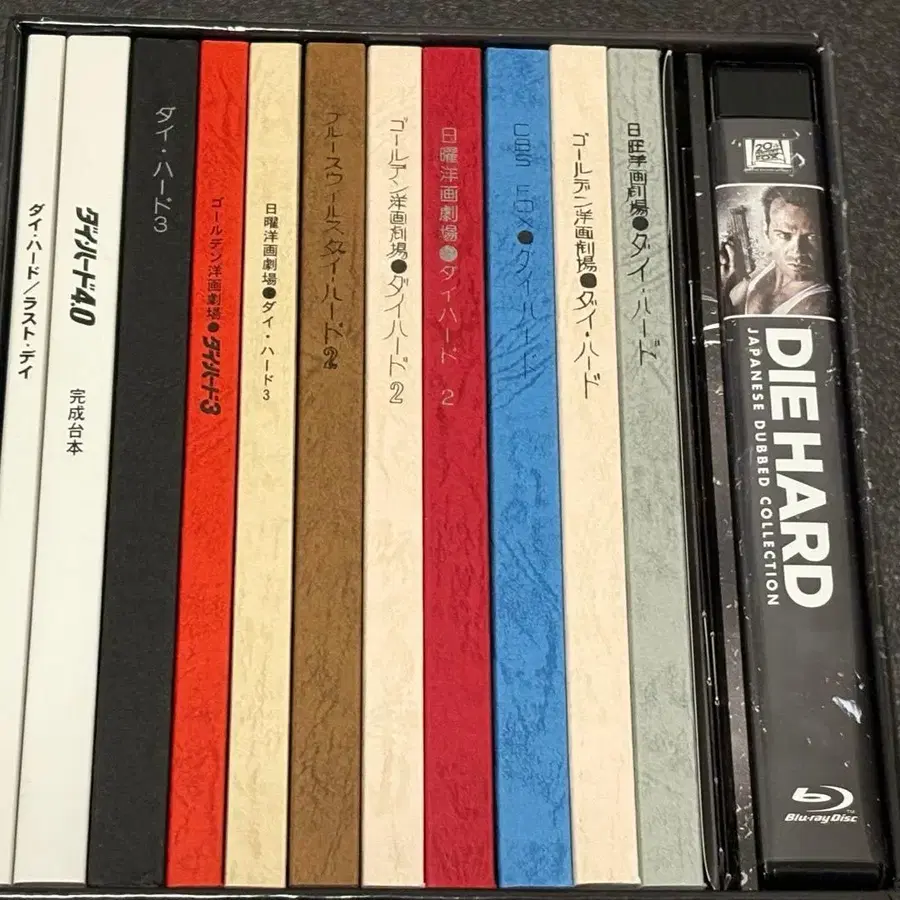 ダイ・ハード/ラスト・デイ
ダイ・ハード4.0
完成台本
ダイ・ハード3
ゴールデン洋画劇場●ダイ・ハード3
日曜洋画劇場●ダイ・ハード3
ブルースウィルスダイ・ハード2
ゴールデン洋画劇場●ダイハード2
日曜洋画劇場●ダイハード 2
CBS FOX●ダイハード
ゴールデン洋画劇場●ダイ・ハード
日旺洋画劇場●ダイ・ハード
20th CENTURY FOX
DIE HARD
JAPANESE DUBBED COLLECTION
Blu-ray Disc